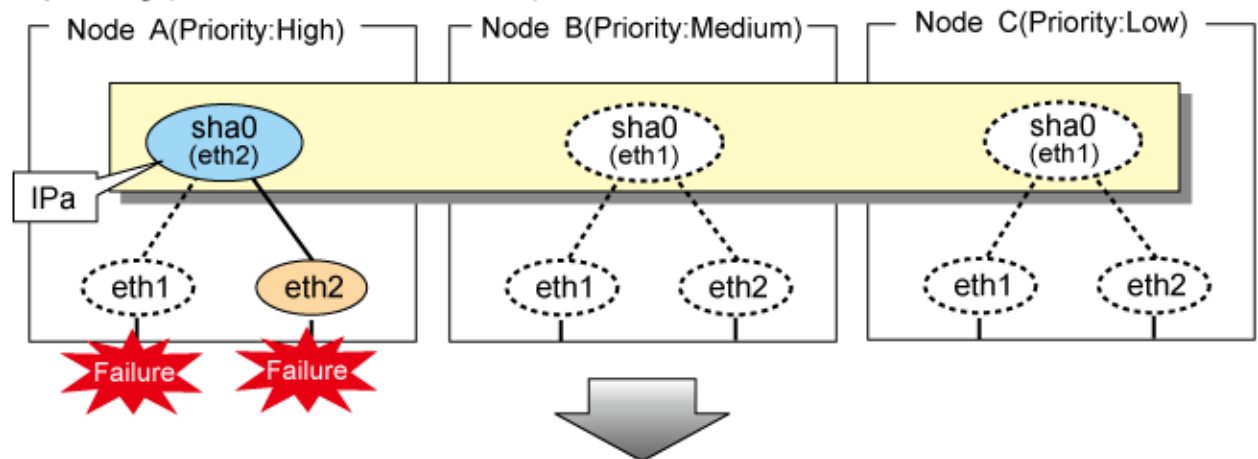 Node A(Priority:High)
Node B(Priority:Medium)
Node C(Priority:Low)
sha0
(eth2)
sha0
(eth1)
sha0
(eth1)
IPa
eth1
eth2
eth1
eth2
eth1
eth2
Failure
Failure